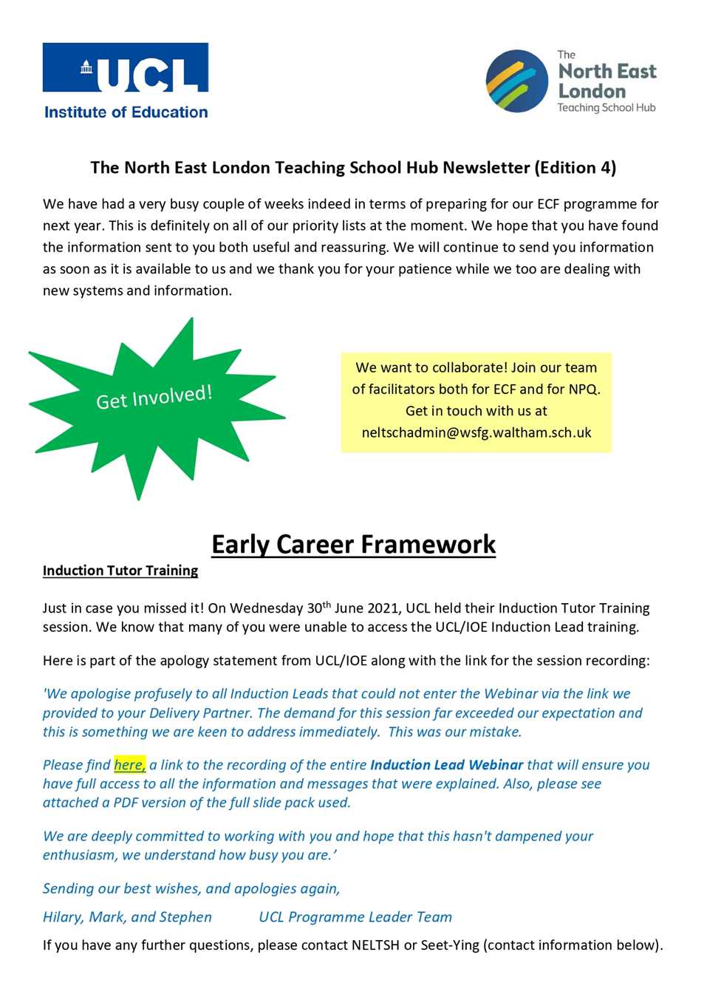 UCL
Institute of Education
The
North East
London
Teaching School Hub
The North East London Teaching School Hub Newsletter (Edition 4)
We have had a very busy couple of weeks indeed in terms of preparing for our ECF programme for
next year. This is definitely on all of our priority lists at the moment. We hope that you have found
the information sent to you both useful and reassuring. We will continue to send you information
as soon as it is available to us and we thank you for your patience while we too are dealing with
new systems and information.
Get Involved!
We want to collaborate! Join our team
of facilitators both for ECF and for NPQ.
Get in touch with us at
neltschadmin@wsfg.waltham.sch.uk
Early Career Framework
Induction Tutor Training
Just in case you missed it! On Wednesday 30th June 2021, UCL held their Induction Tutor Training
session. We know that many of you were unable to access the UCL/IOE Induction Lead training.
Here is part of the apology statement from UCL/IOE along with the link for the session recording:
'We apologise profusely to all Induction Leads that could not enter the Webinar via the link we
provided to your Delivery Partner. The demand for this session far exceeded our expectation and
this is something we are keen to address immediately.  This was our mistake.
Please find here, a link to the recording of the entire Induction Lead Webinar that will ensure you
have full access to all the information and messages that were explained. Also, please see
attached a PDF version of the full slide pack used.
We are deeply committed to working with you and hope that this hasn't dampened your
enthusiasm, we understand how busy you are.’
Sending our best wishes, and apologies again,
Hilary, Mark, and Stephen UCL Programme Leader Team
If you have any further questions, please contact NELTSH or Seet-Ying (contact information below).